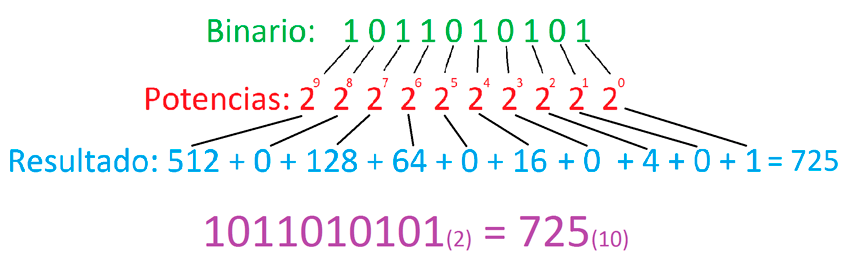 Binario: 1 0 1 1 0 1 0 1 0 1
Potencias: 2⁹ 2⁸ 2⁷ 2⁶ 2⁵ 2⁴ 2³ 2² 2¹ 2⁰
Resultado: 512 + 0 + 128 + 64 + 0 + 16 + 0 + 4 + 0 + 1 = 725
1011010101(2) = 725(10)